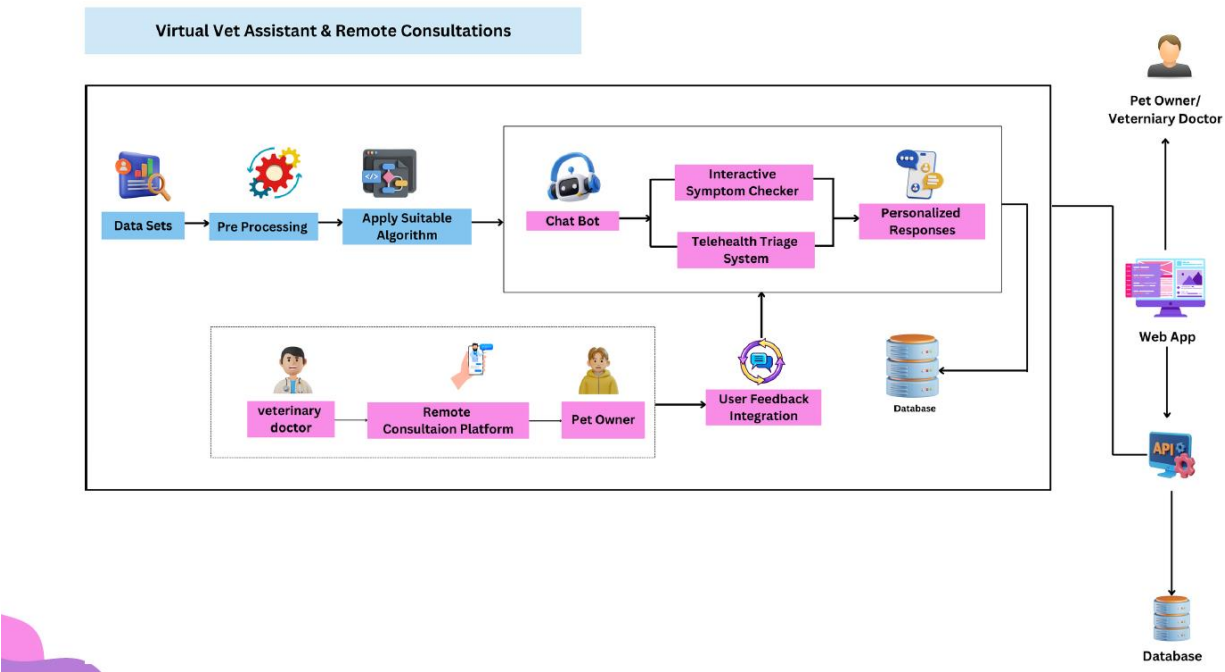 Virtual Vet Assistant & Remote Consultations
Pet Owner/
Veterniary Doctor
Data Sets
Pre Processing
Apply Suitable
Algorithm
Chat Bot
Interactive
Symptom Checker
Telehealth Triage
System
Personalized
Responses
Web App
veterinary
doctor
Remote
Consultaion Platform
Pet Owner
User Feedback
Integration
Database
API
Database